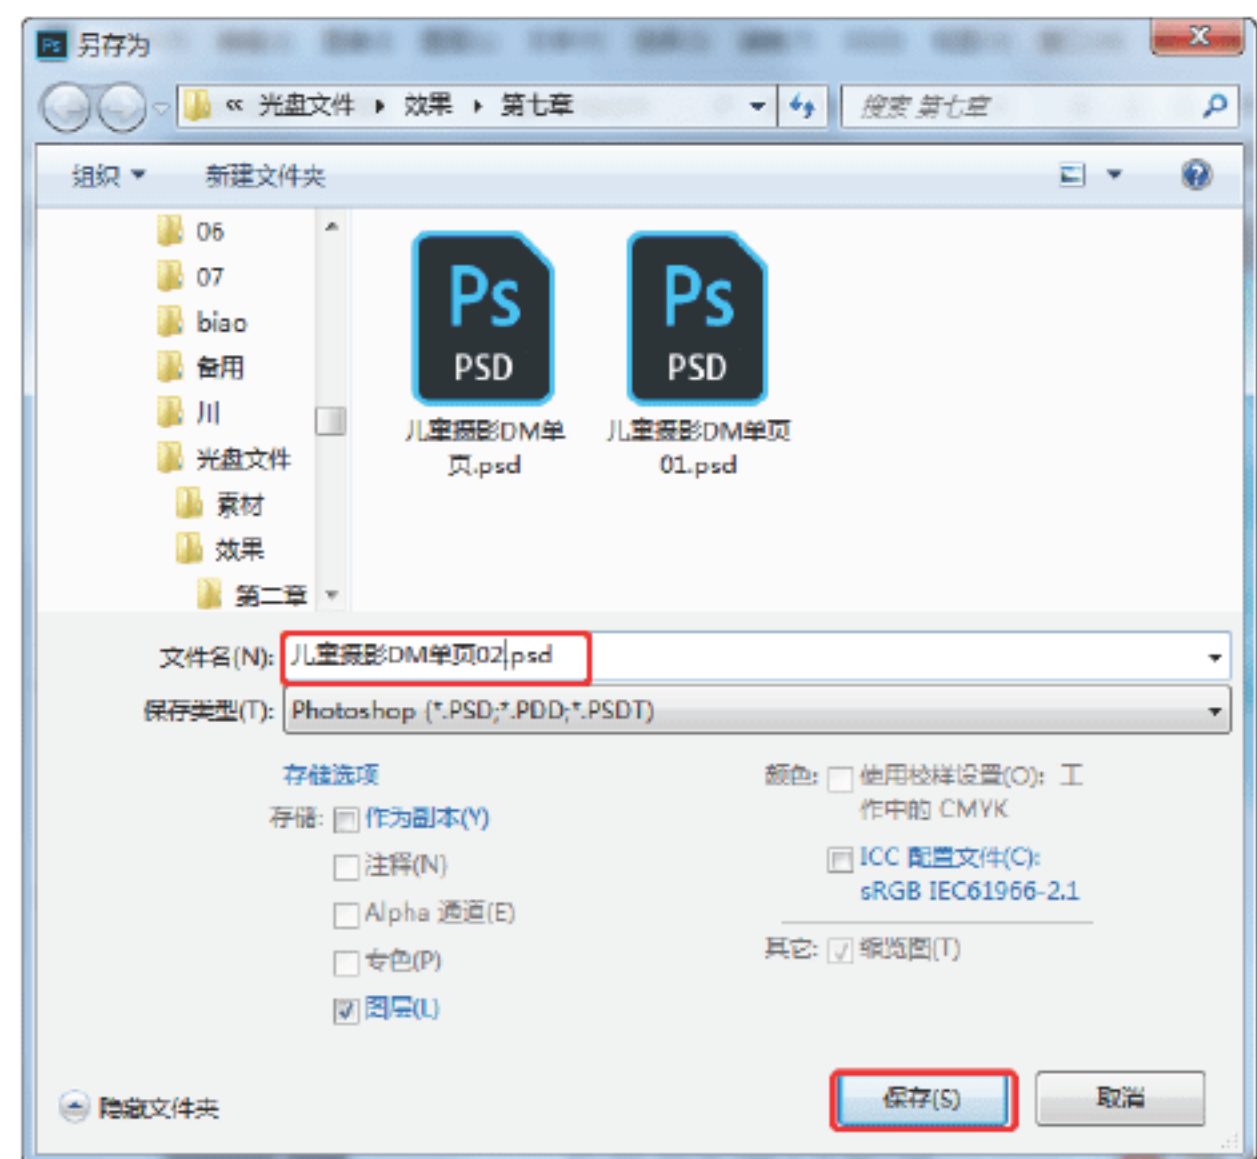 Ps 另存为
« 光盘文件 ▸ 效果 ▸ 第七章
搜索 第七章
组织 ▼ 新建文件夹
06
07
biao
备用
川
光盘文件
素材
效果
第二章
Ps
PSD
儿童摄影DM单
页.psd
Ps
PSD
儿童摄影DM单页
01.psd
文件名(N): 儿童摄影DM单页02.psd
保存类型(T): Photoshop (*.PSD;*.PDD;*.PSDT)
存储选项
存储: 作为副本(Y)
注释(N)
Alpha 通道(E)
专色(P)
图层(L)
颜色: 使用校样设置(O): 工
作中的 CMYK
ICC 配置文件(C):
sRGB IEC61966-2.1
其它: 缩览图(T)
隐藏文件夹
保存(S)
取消